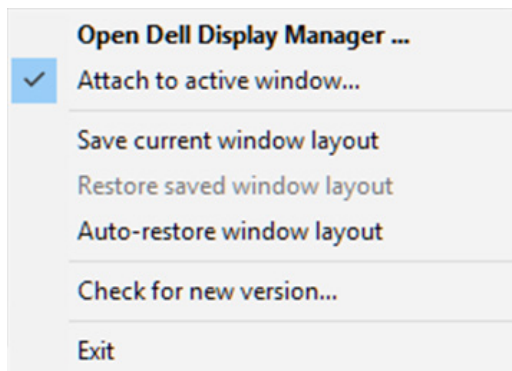 Open Dell Display Manager ...
Attach to active window...
Save current window layout
Restore saved window layout
Auto-restore window layout
Check for new version...
Exit